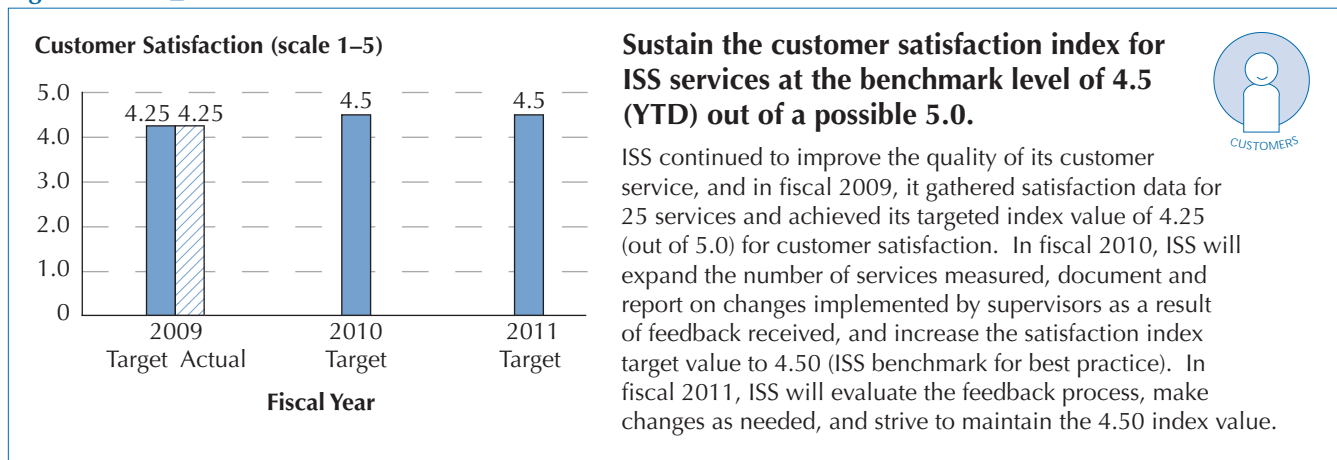 Customer Satisfaction (scale 1–5)
5.0
4.0
3.0
2.0
1.0
0
4.25 4.25
4.5
4.5
2009
Target Actual
2010
Target
2011
Target
Fiscal Year
Sustain the customer satisfaction index for
ISS services at the benchmark level of 4.5
(YTD) out of a possible 5.0.
CUSTOMERS
ISS continued to improve the quality of its customer
service, and in fiscal 2009, it gathered satisfaction data for
25 services and achieved its targeted index value of 4.25
(out of 5.0) for customer satisfaction. In fiscal 2010, ISS will
expand the number of services measured, document and
report on changes implemented by supervisors as a result
of feedback received, and increase the satisfaction index
target value to 4.50 (ISS benchmark for best practice). In
fiscal 2011, ISS will evaluate the feedback process, make
changes as needed, and strive to maintain the 4.50 index value.